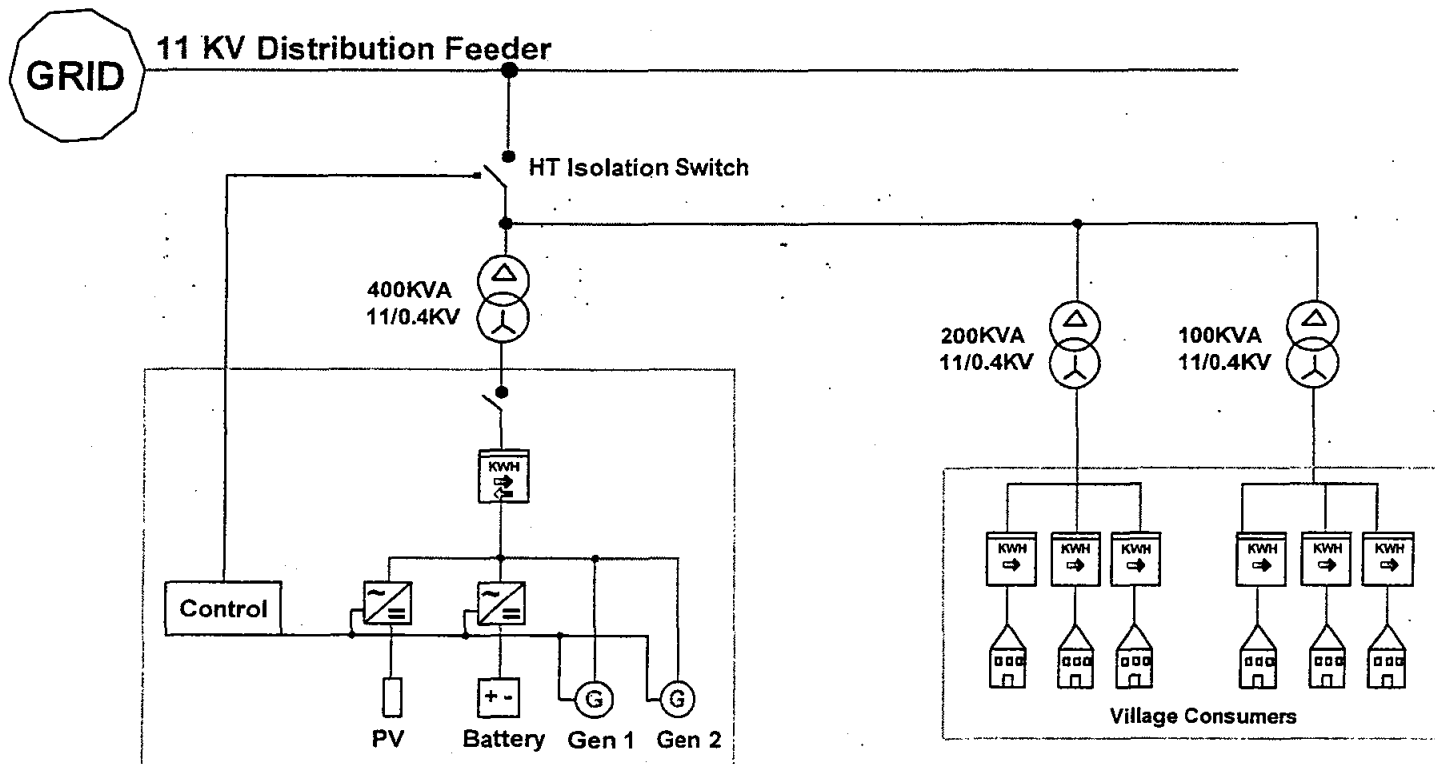 11 KV Distribution Feeder
GRID
HT Isolation Switch
400KVA
11/0.4KV
200KVA
11/0.4KV
100KVA
11/0.4KV
KWH
KWH
KWH
KWH
KWH
KWH
KWH
Control
~
=
~
=
+ -
G
G
PV
Battery
Gen 1
Gen 2
Village Consumers